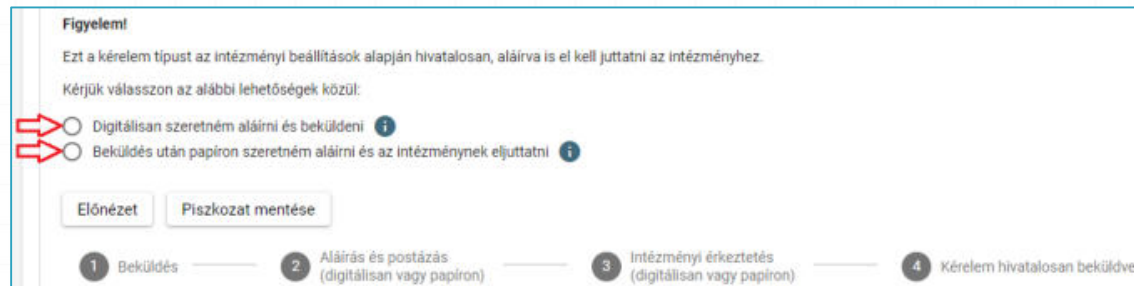 Figyelem!
Ezt a kérelem típust az intézményi beállítások alapján hivatalosan, aláírva is el kell juttatni az intézményhez.
Kérjük válasszon az alábbi lehetőségek közül:
Digitálisan szeretném aláírni és beküldeni i
Beküldés után papíron szeretném aláírni és az intézménynek eljuttatni i
Előnézet Piszkozat mentése
1 Beküldés 2 Aláírás és postázás 3 Intézményi érkeztetés 4 Kérelem hivatalosan beküldve
(digitálisan vagy papíron) (digitálisan vagy papíron)